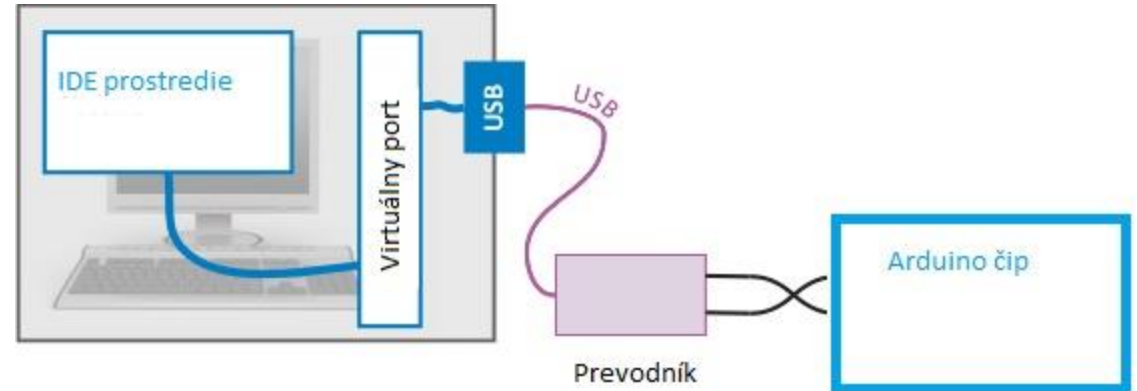 IDE prostredie
Virtuálny port
USB
USB
Prevodník
Arduino čip